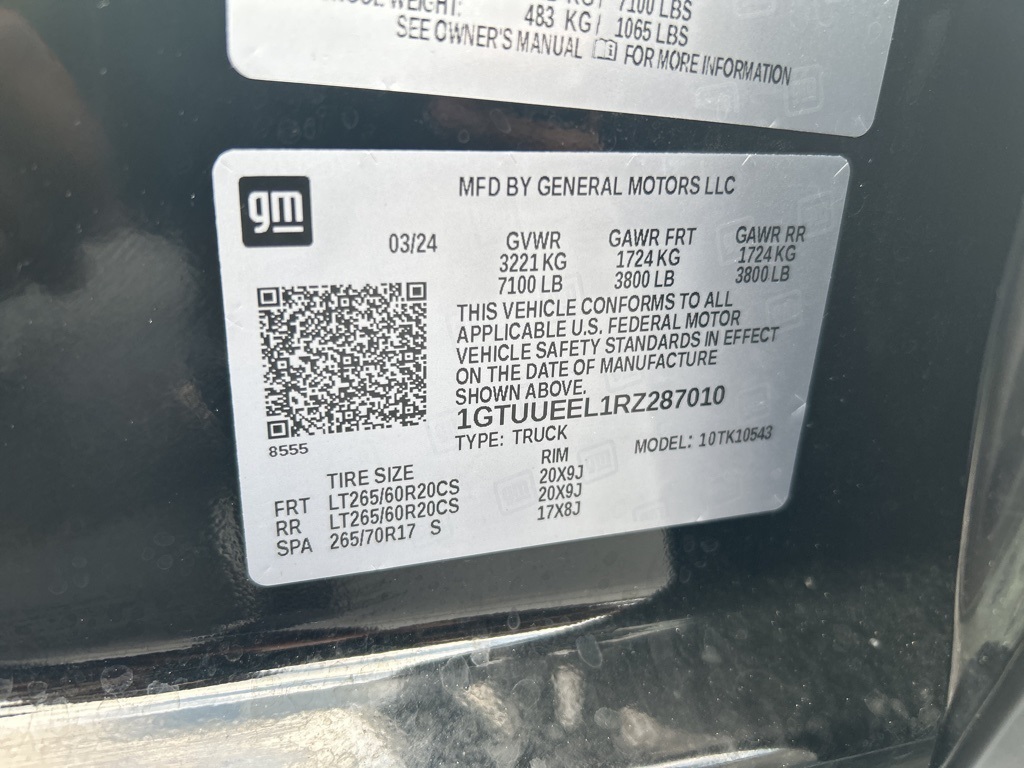 WEIGHT:
7100 LBS
483 KG / 1065 LBS
SEE OWNER'S MANUAL FOR MORE INFORMATION
gm
MFD BY GENERAL MOTORS LLC
03/24 GVWR GAWR FRT GAWR RR
3221 KG 1724 KG 1724 KG
7100 LB 3800 LB 3800 LB
THIS VEHICLE CONFORMS TO ALL
APPLICABLE U.S. FEDERAL MOTOR
VEHICLE SAFETY STANDARDS IN EFFECT
ON THE DATE OF MANUFACTURE
SHOWN ABOVE.
1GTUUEEL1RZ287010
TYPE: TRUCK MODEL: 10TK10543
8555
TIRE SIZE RIM
FRT LT265/60R20CS 20X9J
RR LT265/60R20CS 20X9J
SPA 265/70R17 S 17X8J